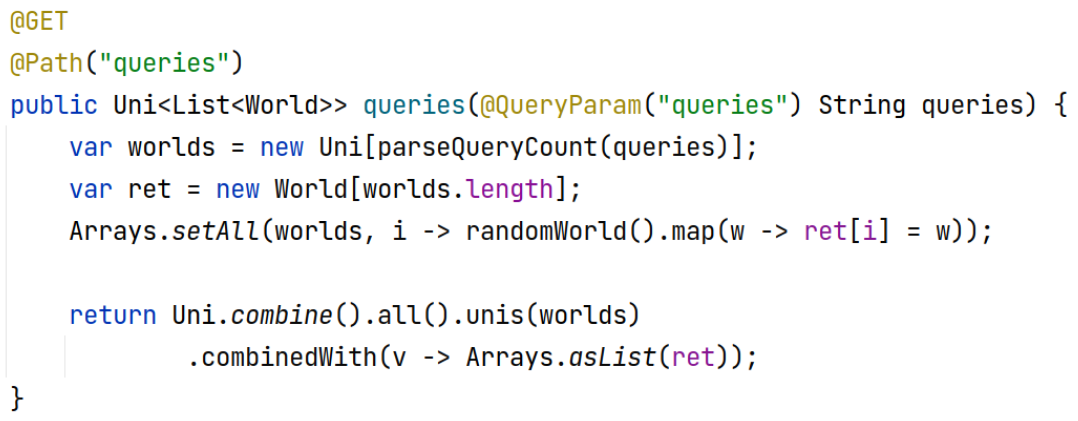 @GET
@Path("queries")
public Uni<List<World>> queries(@QueryParam("queries") String queries) {
    var worlds = new Uni[parseQueryCount(queries)];
    var ret = new World[worlds.length];
    Arrays.setAll(worlds, i -> randomWorld().map(w -> ret[i] = w));

    return Uni.combine().all().unis(worlds)
            .combinedWith(v -> Arrays.asList(ret));
}